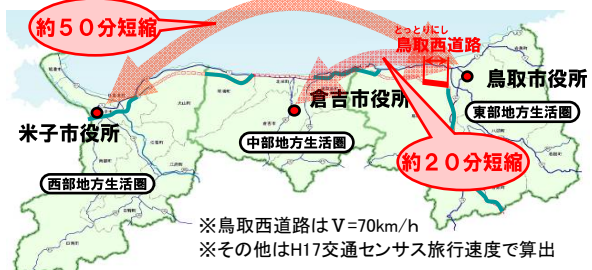 約５０分短縮
とっとりにし
鳥取西道路
鳥取市役所
倉吉市役所
東部地方生活圏
米子市役所
中部地方生活圏
約２０分短縮
西部地方生活圏
※鳥取西道路はＶ=70km/h
※その他はH17交通センサス旅行速度で算出